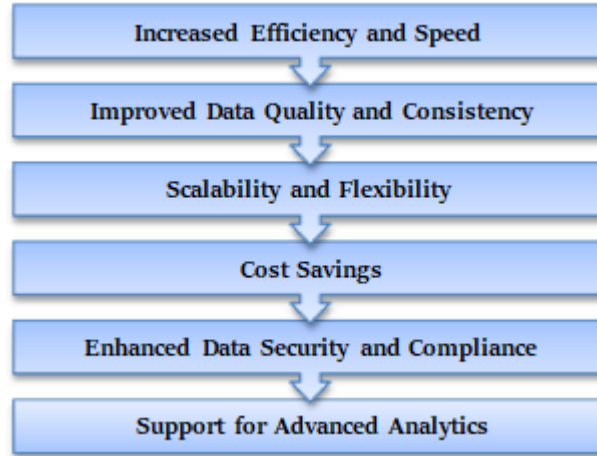 Increased Efficiency and Speed
Improved Data Quality and Consistency
Scalability and Flexibility
Cost Savings
Enhanced Data Security and Compliance
Support for Advanced Analytics